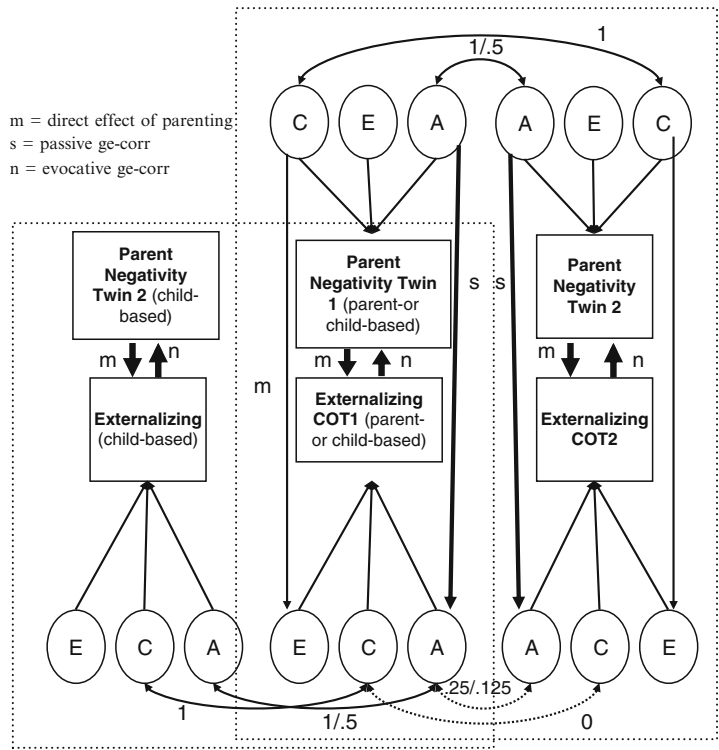 1
1/.5
C
E
A
A
E
C
m = direct effect of parenting
s = passive ge-corr
n = evocative ge-corr
Parent
Negativity
Twin 2 (child-
based)
Parent
Negativity Twin
1 (parent-or
child-based)
Parent
Negativity
Twin 2
s
s
m
n
m
n
m
n
m
Externalizing
(child-based)
Externalizing
COT1 (parent-
or child-based)
Externalizing
COT2
E
C
A
E
C
A
A
C
E
.25/.125
1
1/.5
0